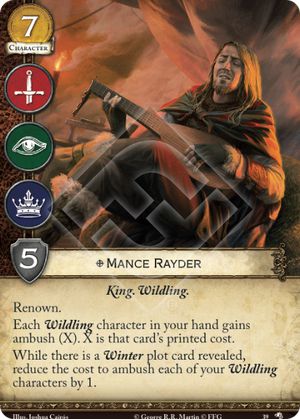 7
CHARACTER
5
MANCE RAYDER
King. Wildling.
Renown.
Each Wildling character in your hand gains
ambush (X). X is that card's printed cost.
While there is a Winter plot card revealed,
reduce the cost to ambush each of your Wildling
characters by 1.
Illus. Joshua Cairós © George R.R. Martin © FFG